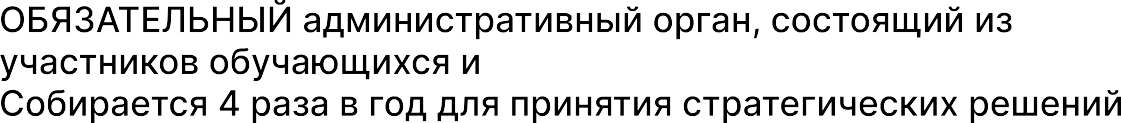 ОБЯЗАТЕЛЬНЫЙ административный орган, состоящий из
участников обучающихся и
Собирается 4 раза в год для принятия стратегических решений